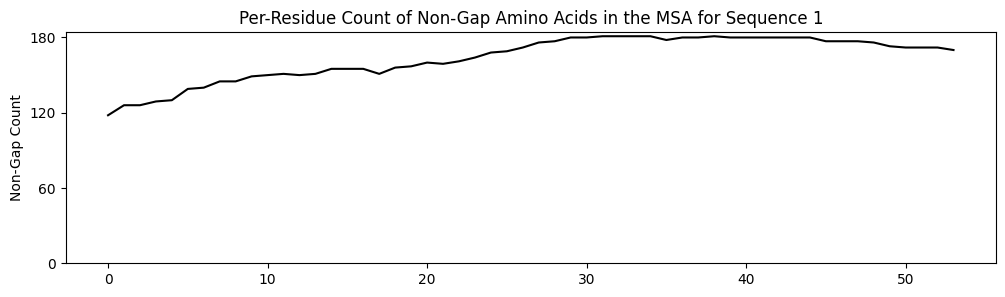 Per-Residue Count of Non-Gap Amino Acids in the MSA for Sequence 1
Non-Gap Count
180
120
60
0
0 10 20 30 40 50